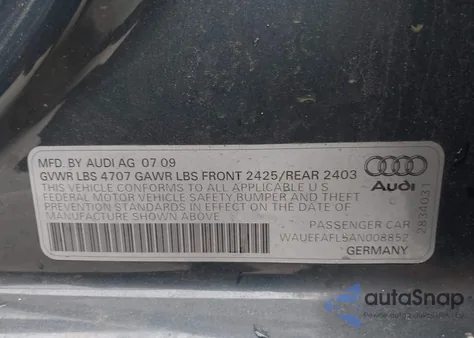 MFD. BY AUDI AG 07 09
GVWR LBS 4707 GAWR LBS FRONT 2425/REAR 2403
THIS VEHICLE CONFORMS TO ALL APPLICABLE U S
FEDERAL MOTOR VEHICLE SAFETY BUMPER AND THEFT
PREVENTION STANDARDS IN EFFECT ON THE DATE OF
MANUFACTURE SHOWN ABOVE.
Audi
2834031
PASSENGER CAR
WAUEFAFL5AN008852
GERMANY
autoSnap